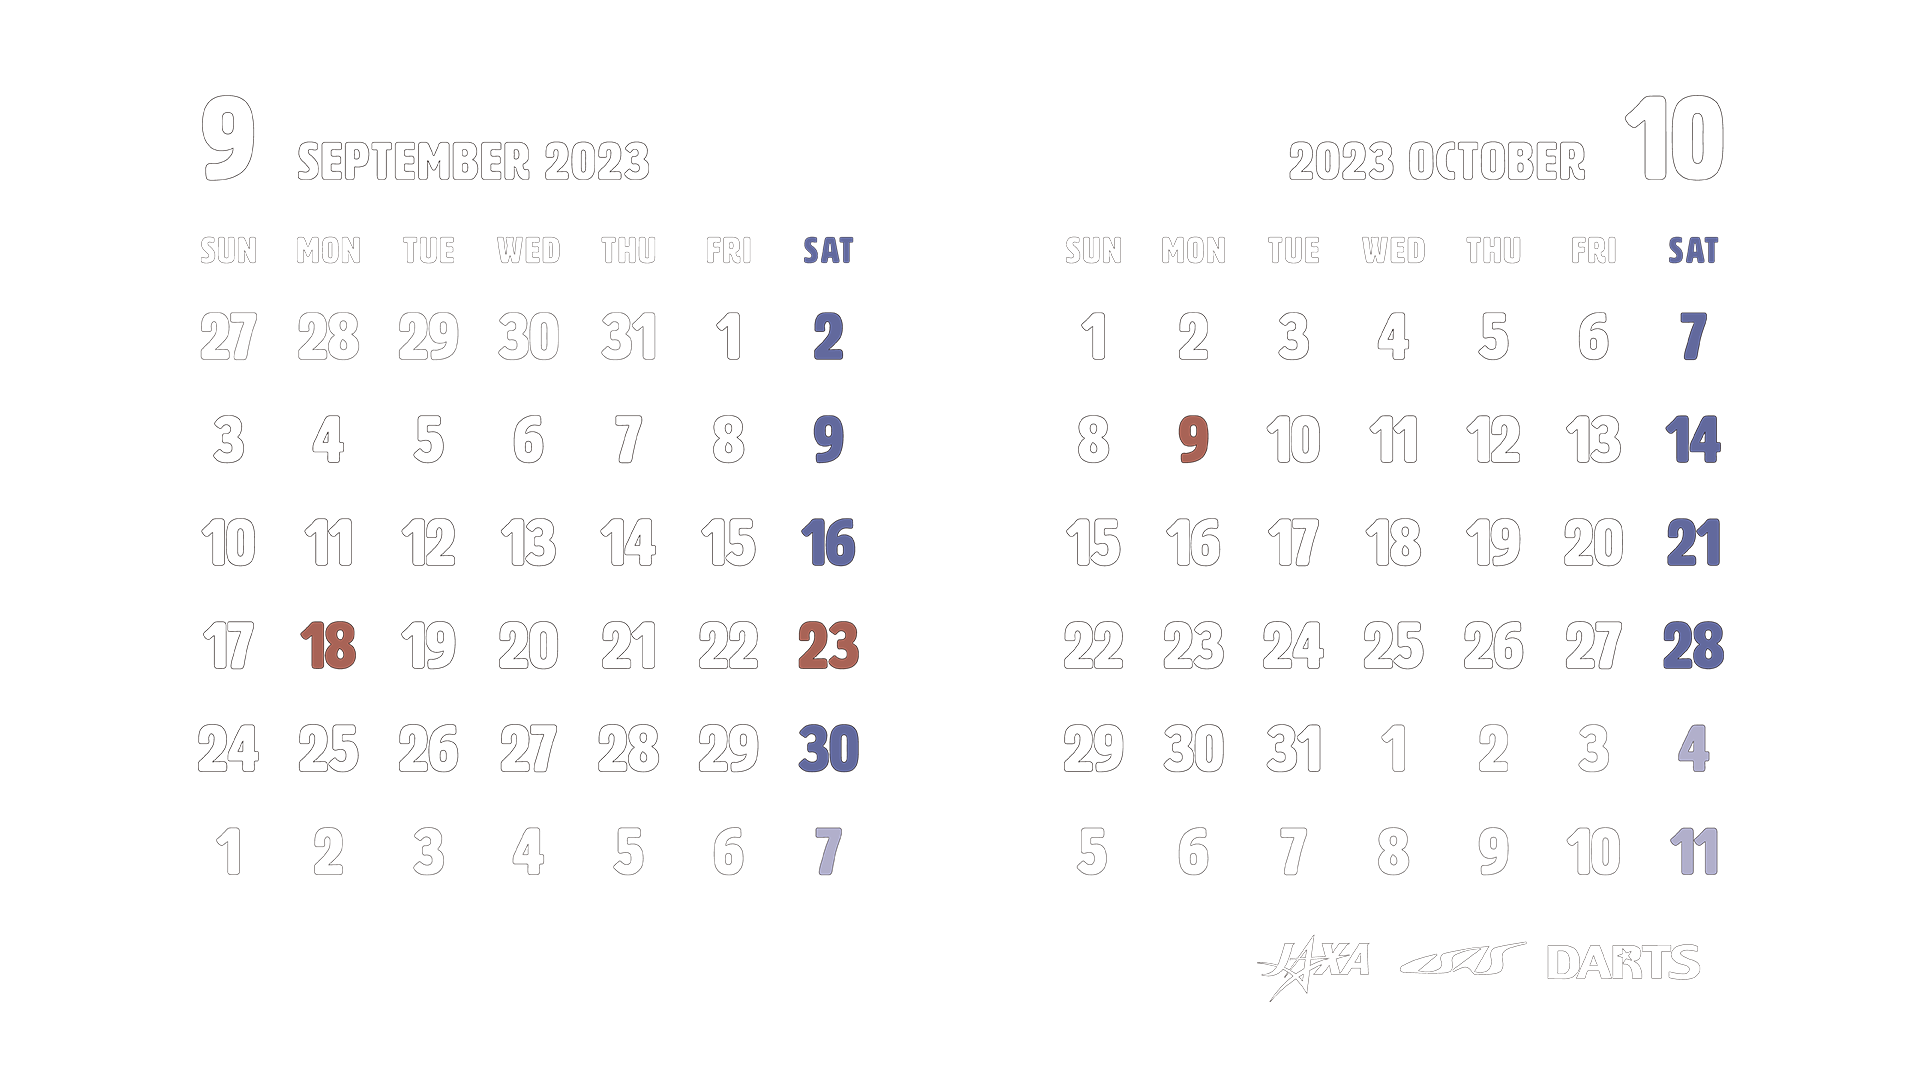 9 SEPTEMBER 2023
SUN MON TUE WED THU FRI SAT
27 28 29 30 31 1 2
3 4 5 6 7 8 9
10 11 12 13 14 15 16
17 18 19 20 21 22 23
24 25 26 27 28 29 30
1 2 3 4 5 6 7
2023 OCTOBER 10
SUN MON TUE WED THU FRI SAT
1 2 3 4 5 6 7
8 9 10 11 12 13 14
15 16 17 18 19 20 21
22 23 24 25 26 27 28
29 30 31 1 2 3 4
5 6 7 8 9 10 11
JAXA ISAS DARTS